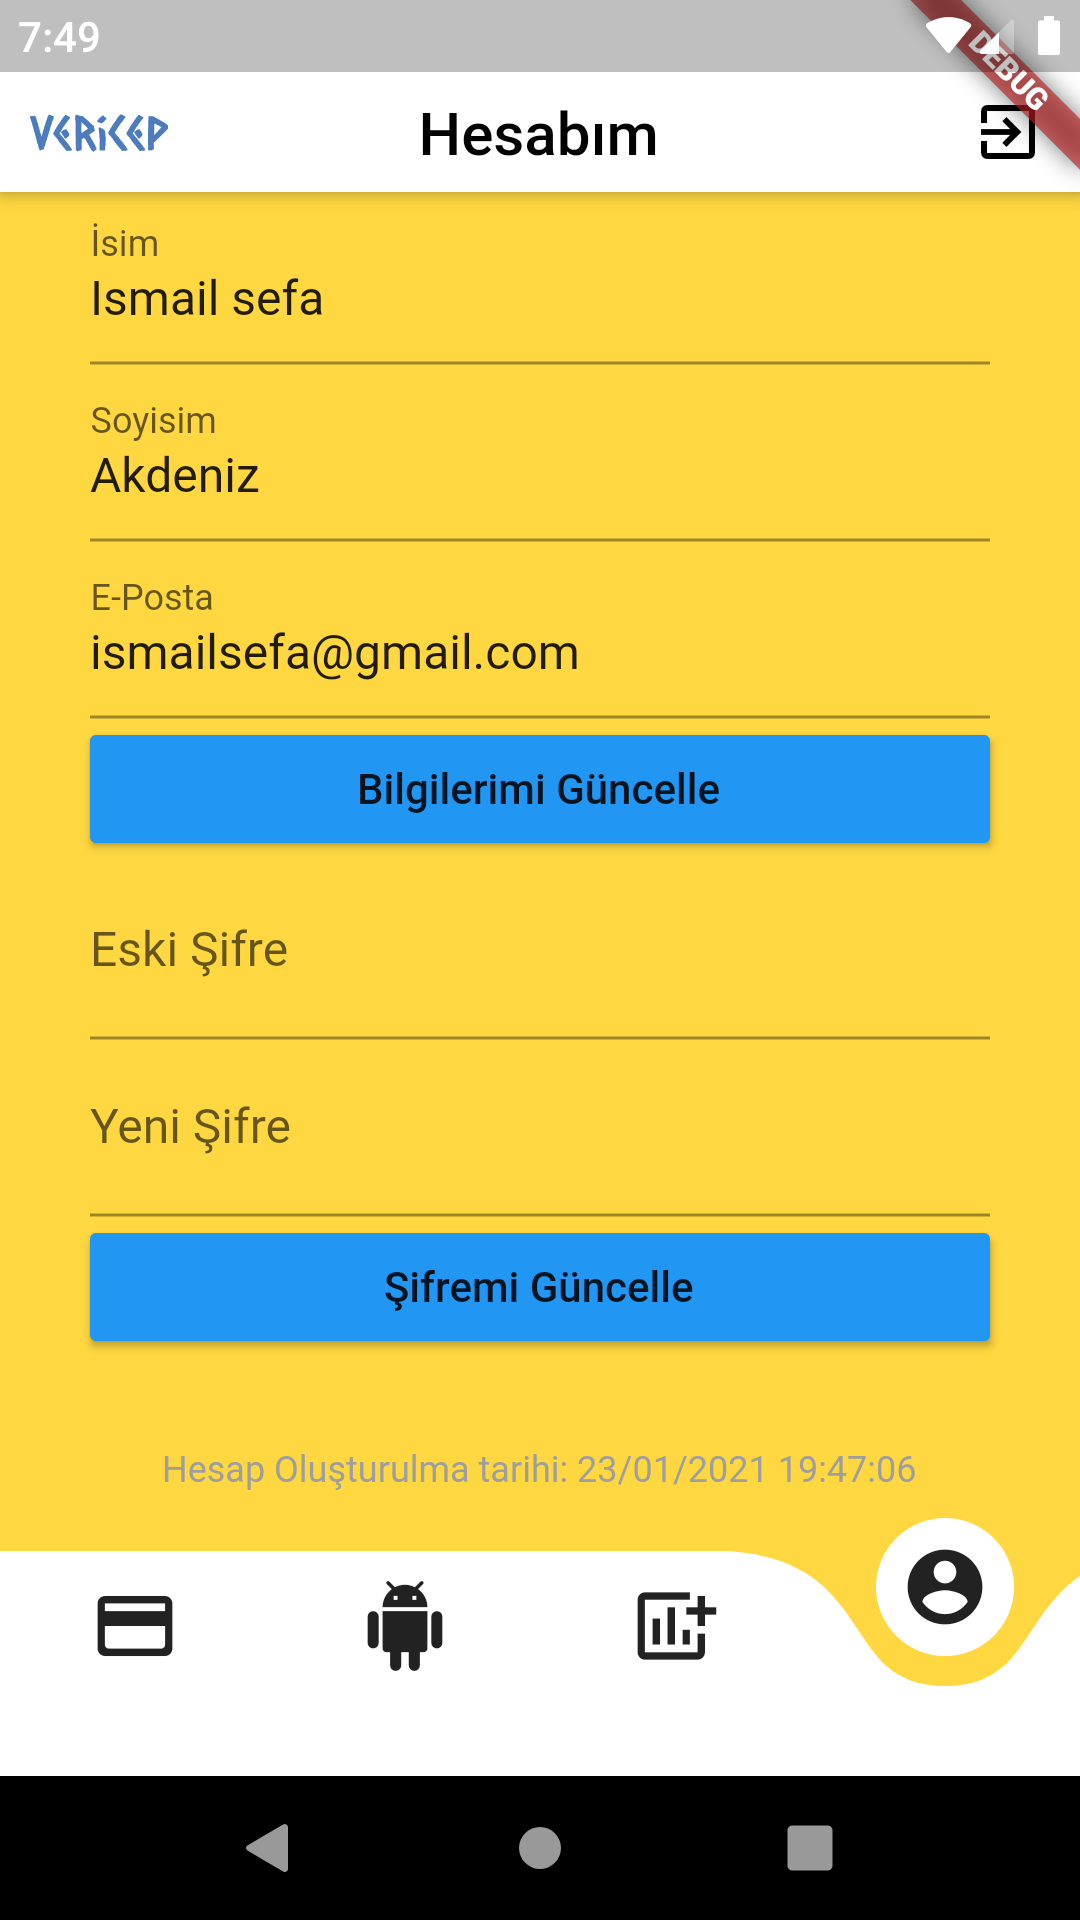 7:49
DEBUG
VERİCEP
Hesabım
İsim
Ismail sefa
Soyisim
Akdeniz
E-Posta
ismailsefa@gmail.com
Bilgilerimi Güncelle
Eski Şifre
Yeni Şifre
Şifremi Güncelle
Hesap Oluşturulma tarihi: 23/01/2021 19:47:06